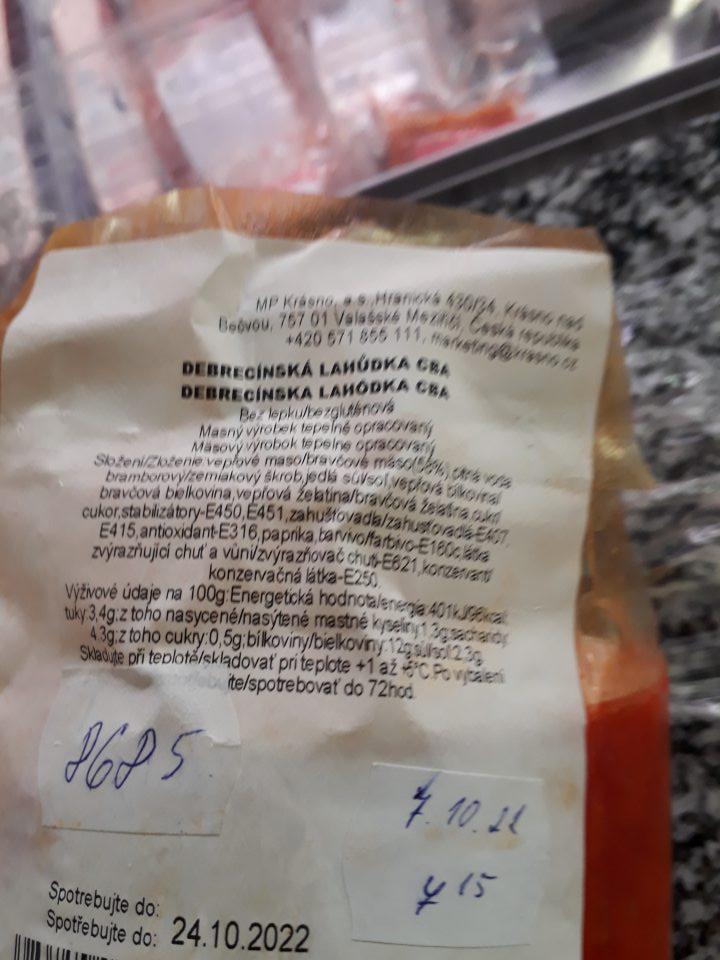 MP Krásno, a.s., Hranická 430/34, Krásno nad
Bečvou, 757 01 Valašské Meziříčí, Česká republika
+420 571 855 111, marketing@krasno.cz
DEBRECÍNSKÁ LAHŮDKA CBA
DEBRECÍNSKA LAHÔDKA CBA
Bez lepku/bezgluténová
Masný výrobek tepelně opracovaný
Mäsový výrobok tepelne opracovaný
Složení/Zloženie:vepřové maso/bravčové mäso(58%),pitná voda
bramborový/zemiakový škrob,jedlá sůl/soľ,vepřová bílkovina/
bravčová bielkovina,vepřová želatina/bravčová želatina,cukr/
cukor,stabilizátory-E450,E451,zahušťovadla/zahusťovadlá-E407,
E415,antioxidant-E316,paprika,barvivo/farbivo-E160c,látka
zvýrazňující chuť a vůni/zvýrazňovač chuti-E621,konzervant/
konzervačná látka-E250.
Výživové údaje na 100g:Energetická hodnota/energia:401kJ/96kcal;
tuky:3,4g;z toho nasycené/nasýtené mastné kyseliny:1,3g;sacharidy:
4,3g;z toho cukry:0,5g;bílkoviny/bielkoviny:12g;sůl/soľ:2,3g.
Skladujte při teplotě/skladovať pri teplote +1 až +6°C.Po vybalení
ite/spotrebovať do 72hod.
8685
7.10.22
7 15
Spotrebujte do:
Spotřebujte do: 24.10.2022